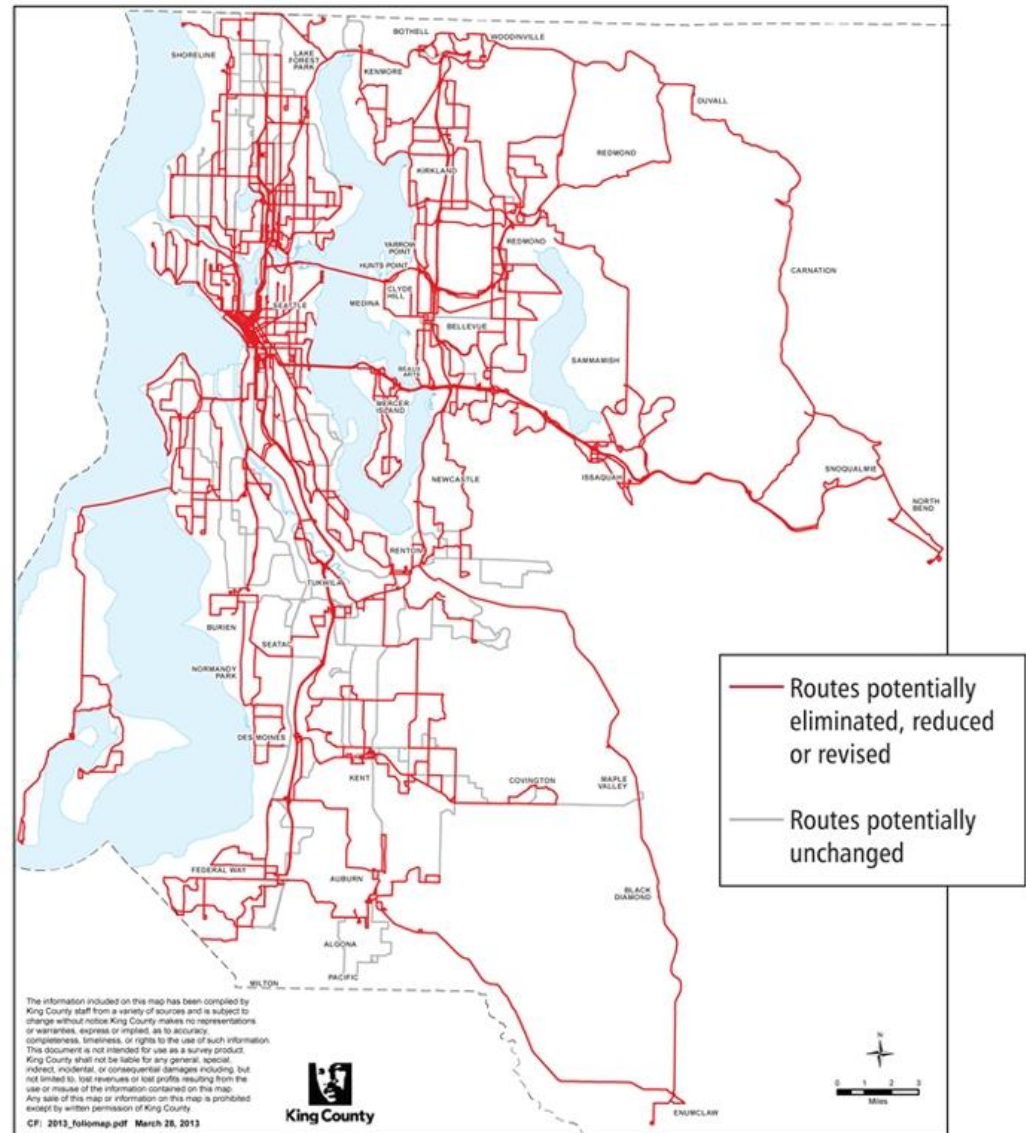 BOTHELL
WOODINVILLE
SHORELINE
LAKE
FOREST
PARK
KENMORE
DUVALL
REDMOND
KIRKLAND
REDMOND
YARROW
POINT
HUNTS POINT
CARNATION
CLYDE
HILL
MEDINA
SEATTLE
BELLEVUE
SAMMAMISH
BEAUX
ARTS
MERCER
ISLAND
NEWCASTLE
ISSAQUAH
SNOQUALMIE
NORTH
BEND
RENTON
TUKWILA
BURIEN
SEATAC
NORMANDY
PARK
DES MOINES
KENT
COVINGTON
MAPLE
VALLEY
FEDERAL WAY
AUBURN
BLACK
DIAMOND
ALGONA
PACIFIC
MILTON
ENUMCLAW
Routes potentially
eliminated, reduced
or revised
Routes potentially
unchanged
The information included on this map has been compiled by
King County staff from a variety of sources and is subject to
change without notice. King County makes no representations
or warranties, express or implied, as to accuracy,
completeness, timeliness, or rights to the use of such information.
This document is not intended for use as a survey product.
King County shall not be liable for any general, special,
indirect, incidental, or consequential damages including, but
not limited to, lost revenues or lost profits resulting from the
use or misuse of the information contained on this map.
Any sale of this map or information on this map is prohibited
except by written permission of King County.
CF: 2013_foliomap.pdf March 28, 2013
King County
N
0 1 2 3
Miles